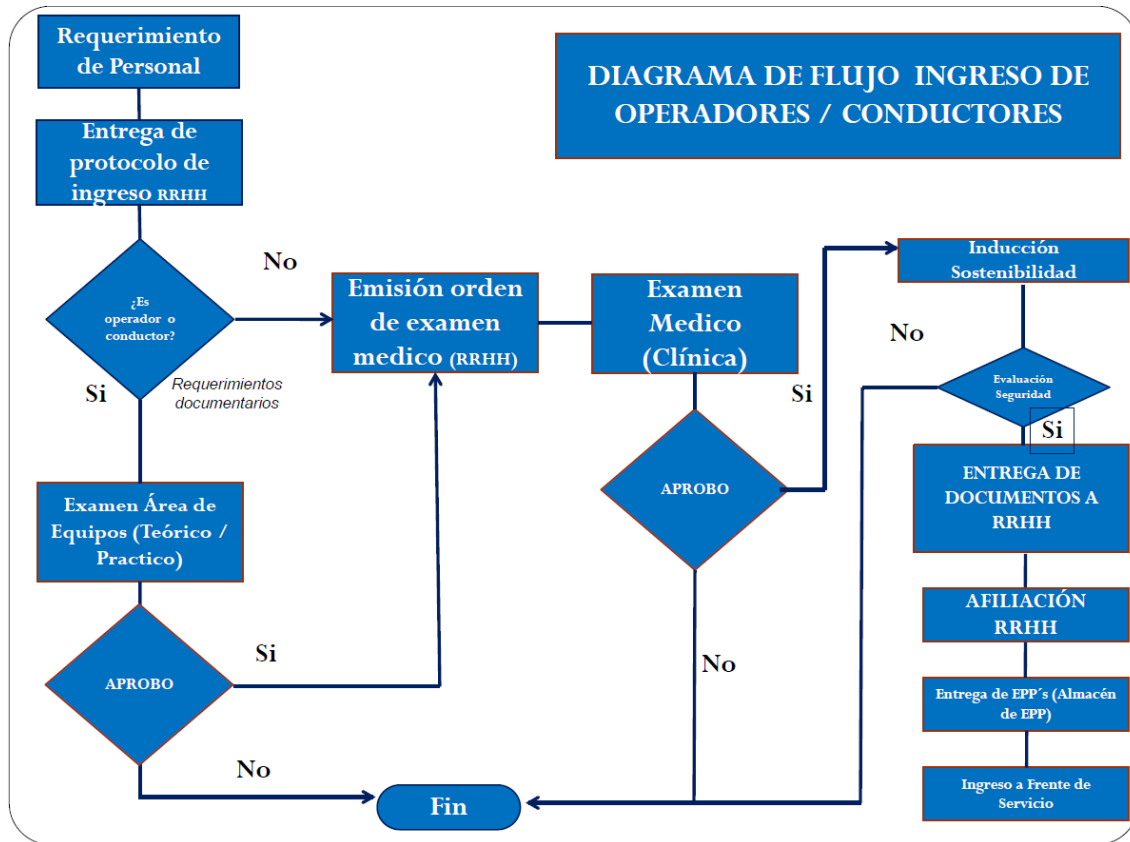 Requerimiento
de Personal
DIAGRAMA DE FLUJO INGRESO DE
OPERADORES / CONDUCTORES
Entrega de
protocolo de
ingreso RRHH
¿Es
operador o
conductor?
No
Si
Requerimientos
documentarios
Emisión orden
de examen
medico (RRHH)
Examen
Medico
(Clínica)
Si
Inducción
Sostenibilidad
No
Evaluación
Seguridad
Si
Examen Área de
Equipos (Teórico /
Practico)
APROBO
ENTREGA DE
DOCUMENTOS A
RRHH
AFILIACIÓN
RRHH
APROBO
Si
No
No
Entrega de EPP´s (Almacén
de EPP)
Fin
Ingreso a Frente de
Servicio